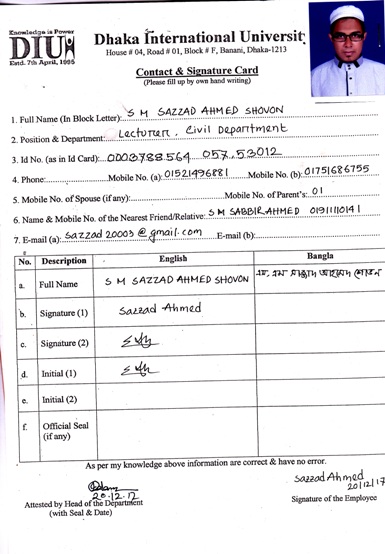 Knowledge is Power
DIU
Estd. 7th April, 1995
Dhaka International University
House # 04, Road # 01, Block # F, Banani, Dhaka-1213
Contact & Signature Card
(Please fill up by own hand writing)
1. Full Name (In Block Letter): S M SAZZAD AHMED SHOVON
2. Position & Department: Lecturer, Civil Department
3. Id No. (as in Id Card): 0003788564 057,53012
4. Phone: Mobile No. (a): 01521496881 Mobile No. (b): 01751686755
5. Mobile No. of Spouse (if any): Mobile No. of Parent's: 01
6. Name & Mobile No. of the Nearest Friend/Relative: S M SABBIR AHMED 01911110141
7. E-mail (a): sazzad20003@gmail.com E-mail (b):
No. Description English Bangla
a. Full Name S M SAZZAD AHMED SHOVON এস, এম সাজ্জাদ আহমেদ শোভন
b. Signature (1) Sazzad Ahmed
c. Signature (2)
d. Initial (1)
e. Initial (2)
f. Official Seal
(if any)
As per my knowledge above information are correct & have no error.
20.12.17
Sazzad Ahmed
20/12/17
Attested by Head of the Department
(with Seal & Date)
Signature of the Employee